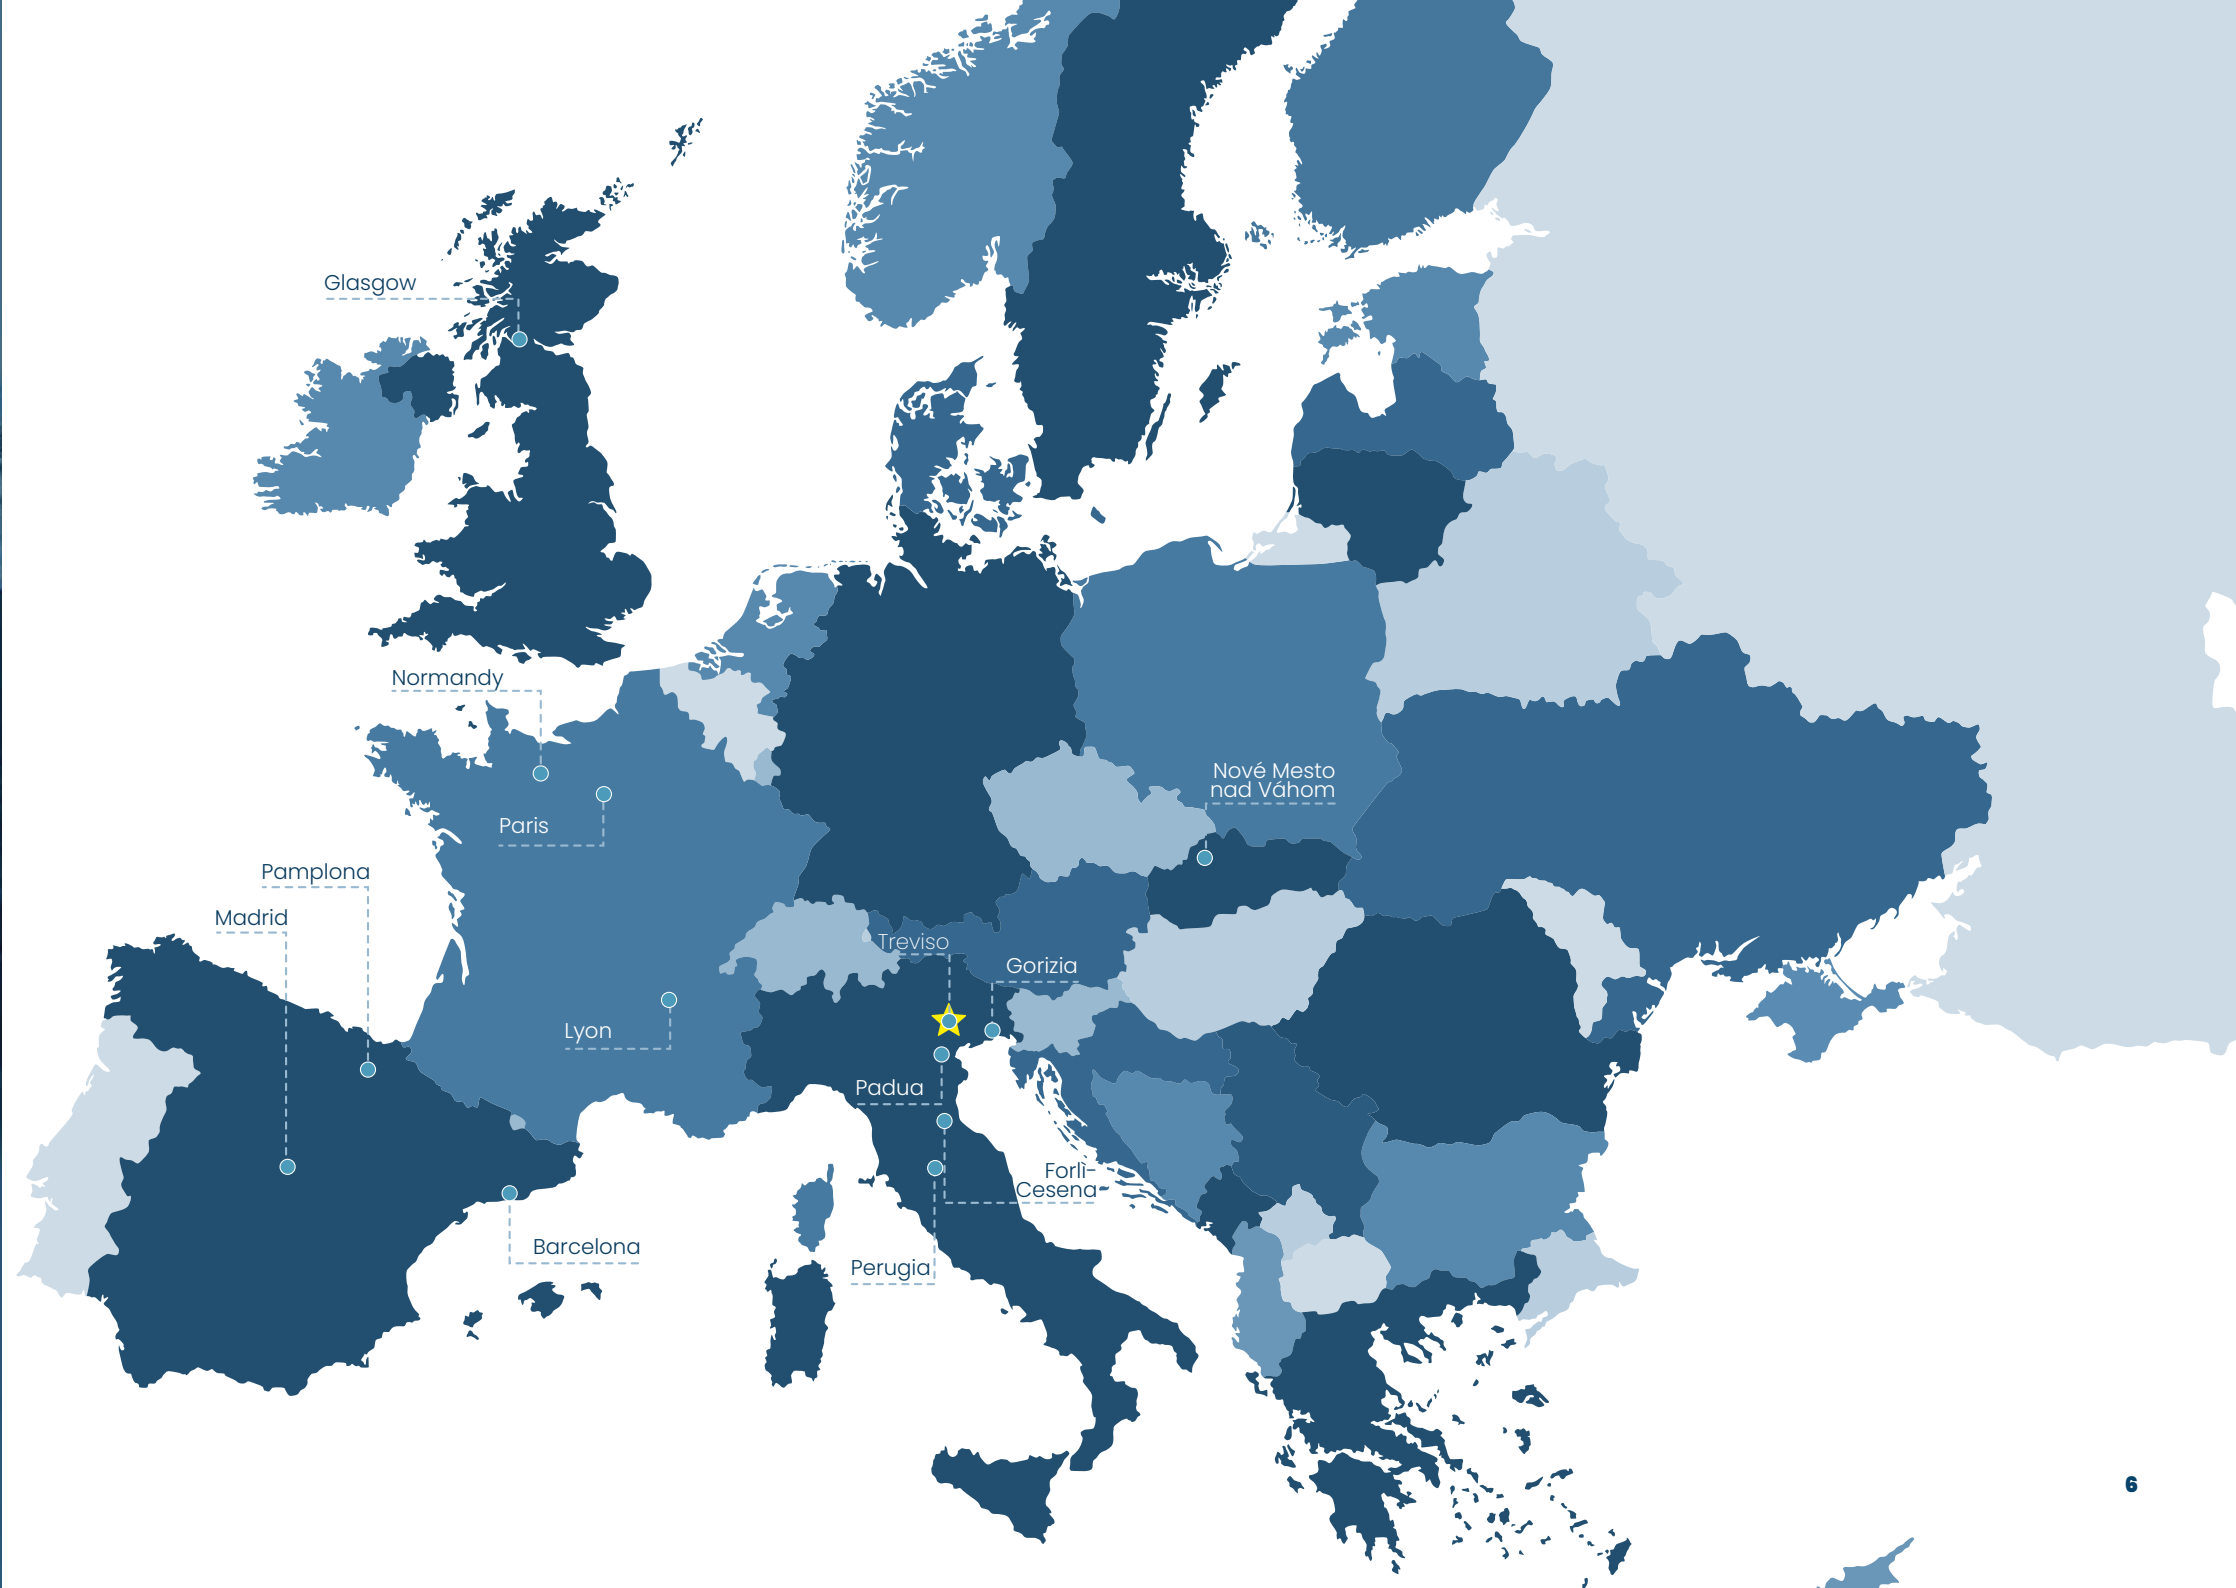 Glasgow
Normandy
Nové Mesto
nad Váhom
Paris
Pamplona
Madrid
Treviso
Gorizia
Lyon
Padua
Forlì-
Cesena
Barcelona
Perugia
6